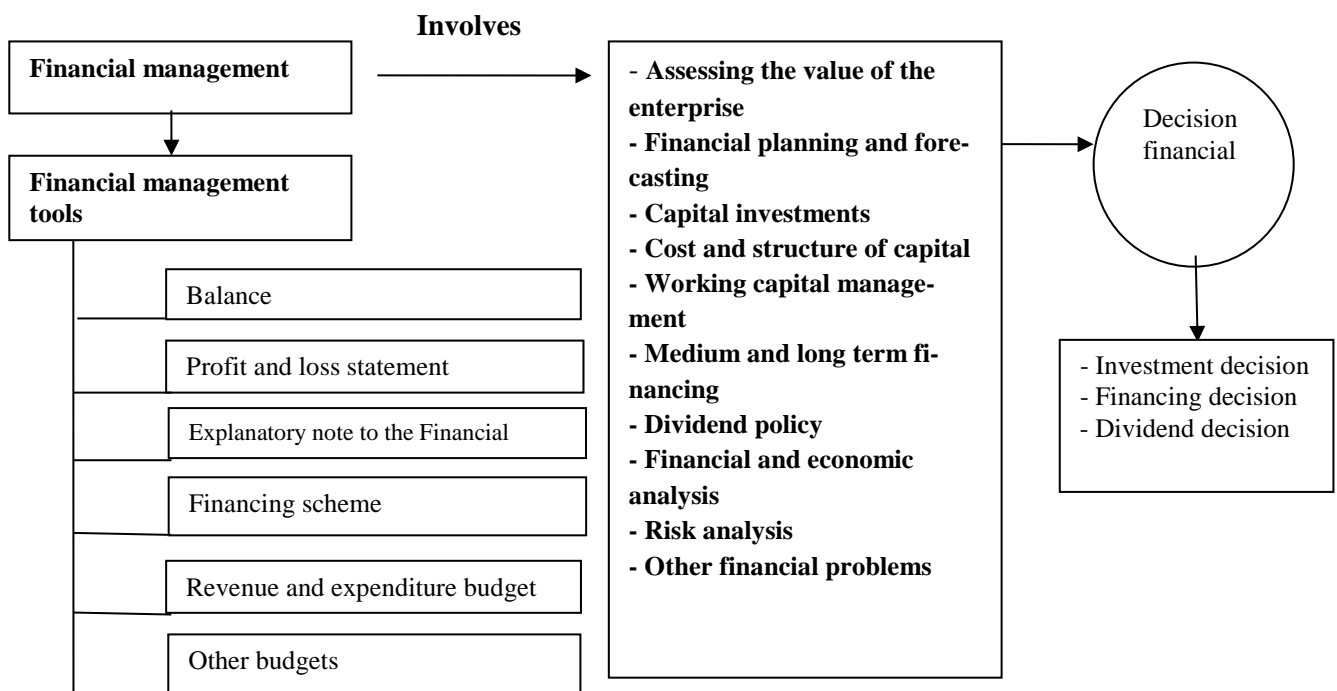 Involves
Financial management
Financial management
tools
Balance
Profit and loss statement
Explanatory note to the Financial
Financing scheme
Revenue and expenditure budget
Other budgets
- Assessing the value of the
enterprise
- Financial planning and fore-
casting
- Capital investments
- Cost and structure of capital
- Working capital manage-
ment
- Medium and long term fi-
nancing
- Dividend policy
- Financial and economic
analysis
- Risk analysis
- Other financial problems
Decision
financial
- Investment decision
- Financing decision
- Dividend decision